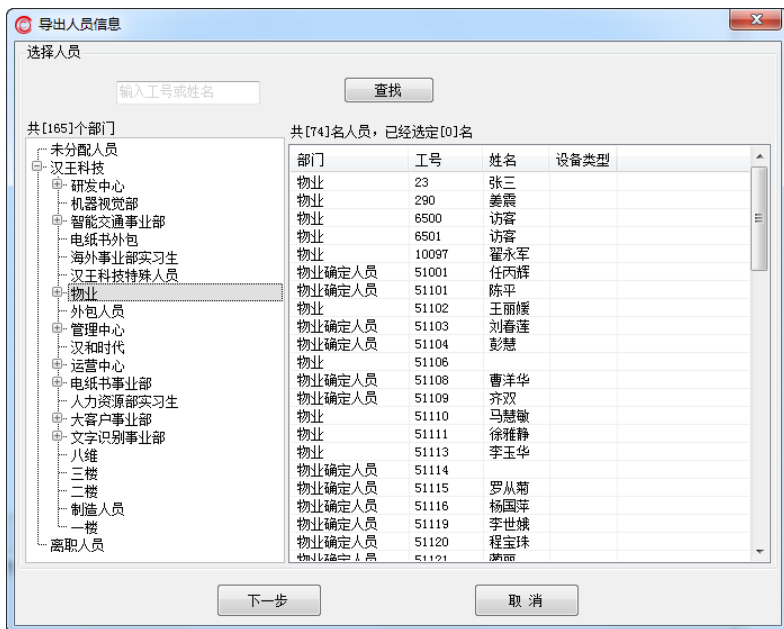 导出人员信息
选择人员
输入工号或姓名
查找
共[165]个部门
共[74]名人员，已经选定[0]名
未分配人员
汉王科技
研发中心
机器视觉部
智能交通事业部
电纸书外包
海外事业部实习生
汉王科技特殊人员
物业
外包人员
管理中心
汉和时代
运营中心
电纸书事业部
人力资源部实习生
大客户事业部
文字识别事业部
八维
三楼
二楼
制造人员
一楼
离职人员
部门 工号 姓名 设备类型
物业 23 张三
物业 290 姜震
物业 6500 访客
物业 6501 访客
物业 10097 翟永军
物业确定人员 51001 任丙辉
物业确定人员 51101 陈平
物业 51102 王丽媛
物业确定人员 51103 刘春莲
物业确定人员 51104 彭慧
物业 51106
物业确定人员 51108 曹洋华
物业确定人员 51109 齐双
物业 51110 马慧敏
物业 51111 徐雅静
物业 51113 李玉华
物业确定人员 51114
物业确定人员 51115 罗从菊
物业确定人员 51116 杨国萍
物业确定人员 51119 李世娥
物业确定人员 51120 程宝珠
物业确定人员 51121
下一步
取 消